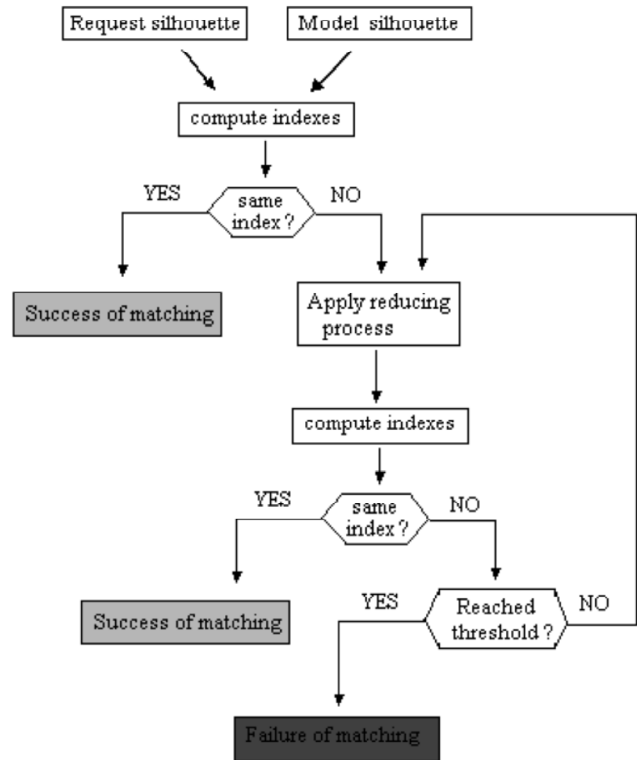 Request silhouette
Model silhouette
compute indexes
YES
same
index ?
NO
Success of matching
Apply reducing
process
compute indexes
YES
same
index ?
NO
Success of matching
YES
Reached
threshold ?
NO
Failure of matching